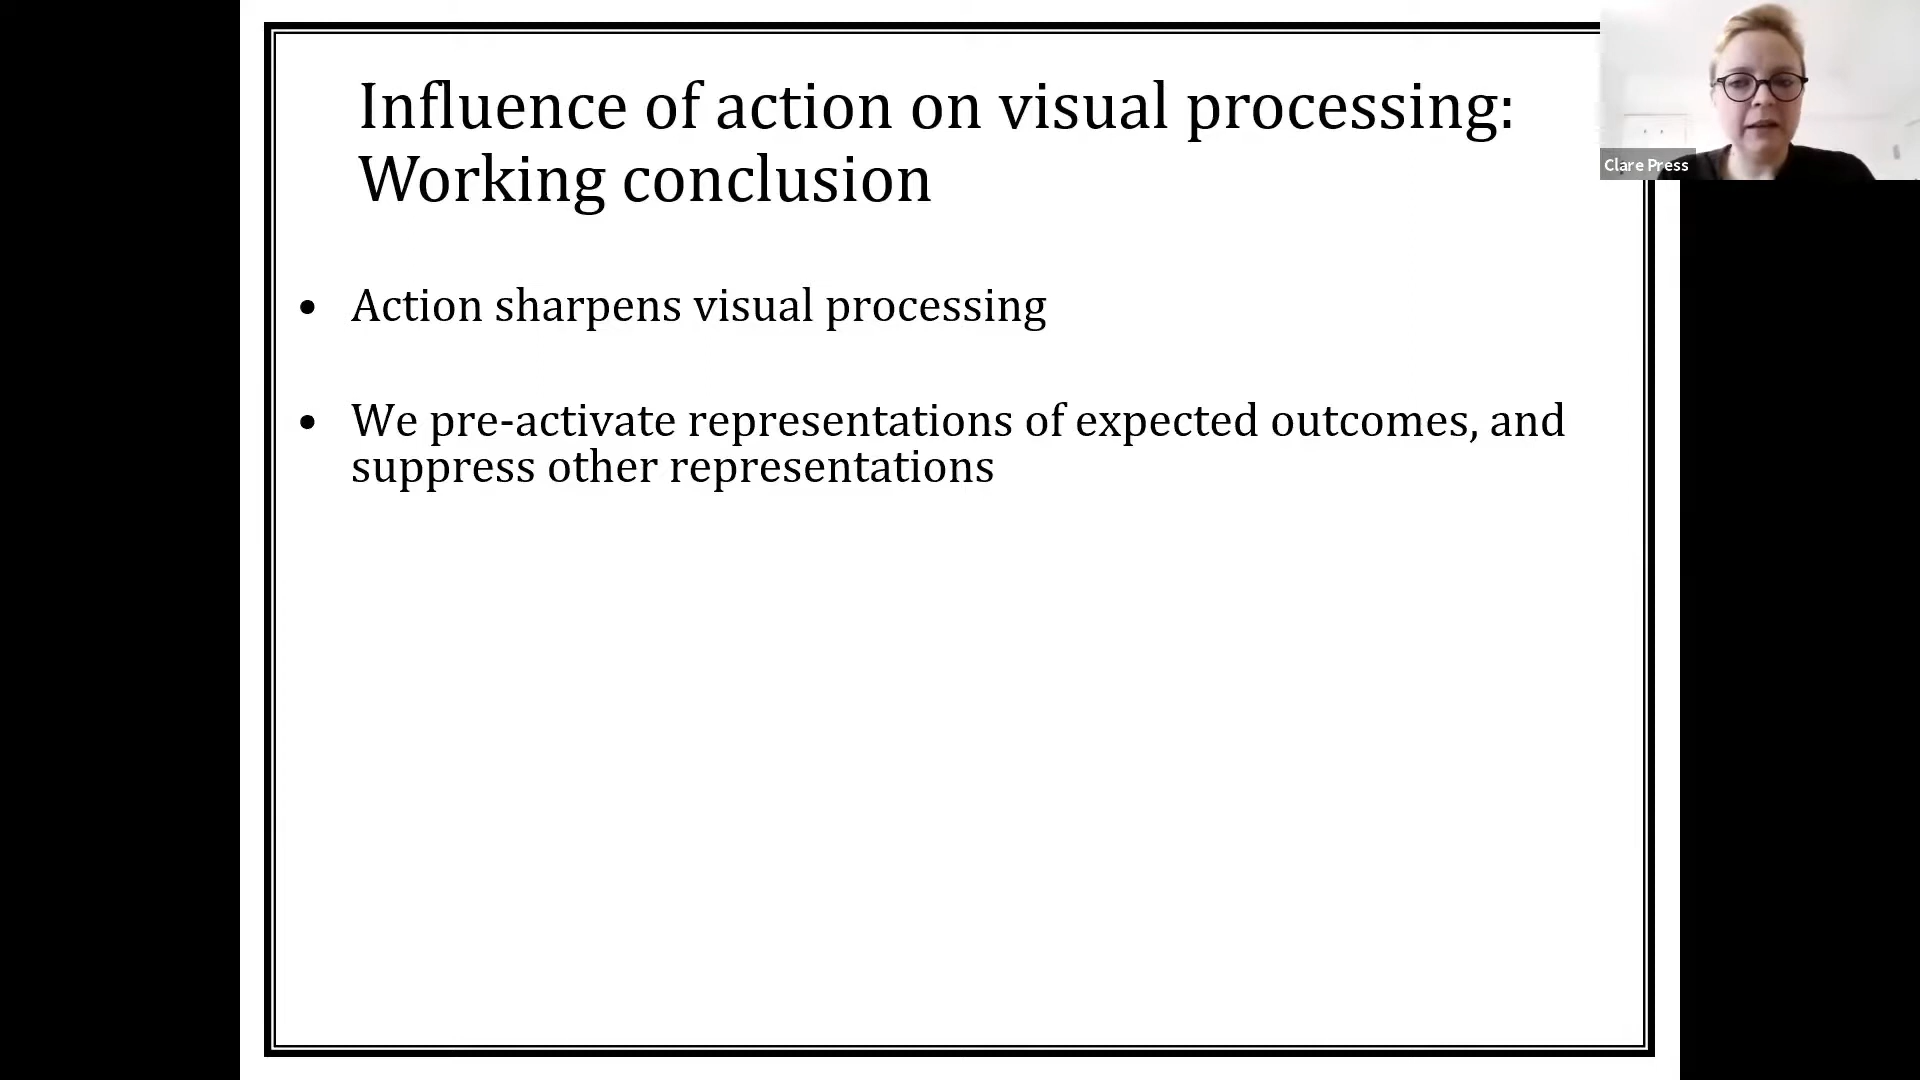 Influence of action on visual processing:
Working conclusion
Clare Press
• Action sharpens visual processing
• We pre-activate representations of expected outcomes, and
suppress other representations